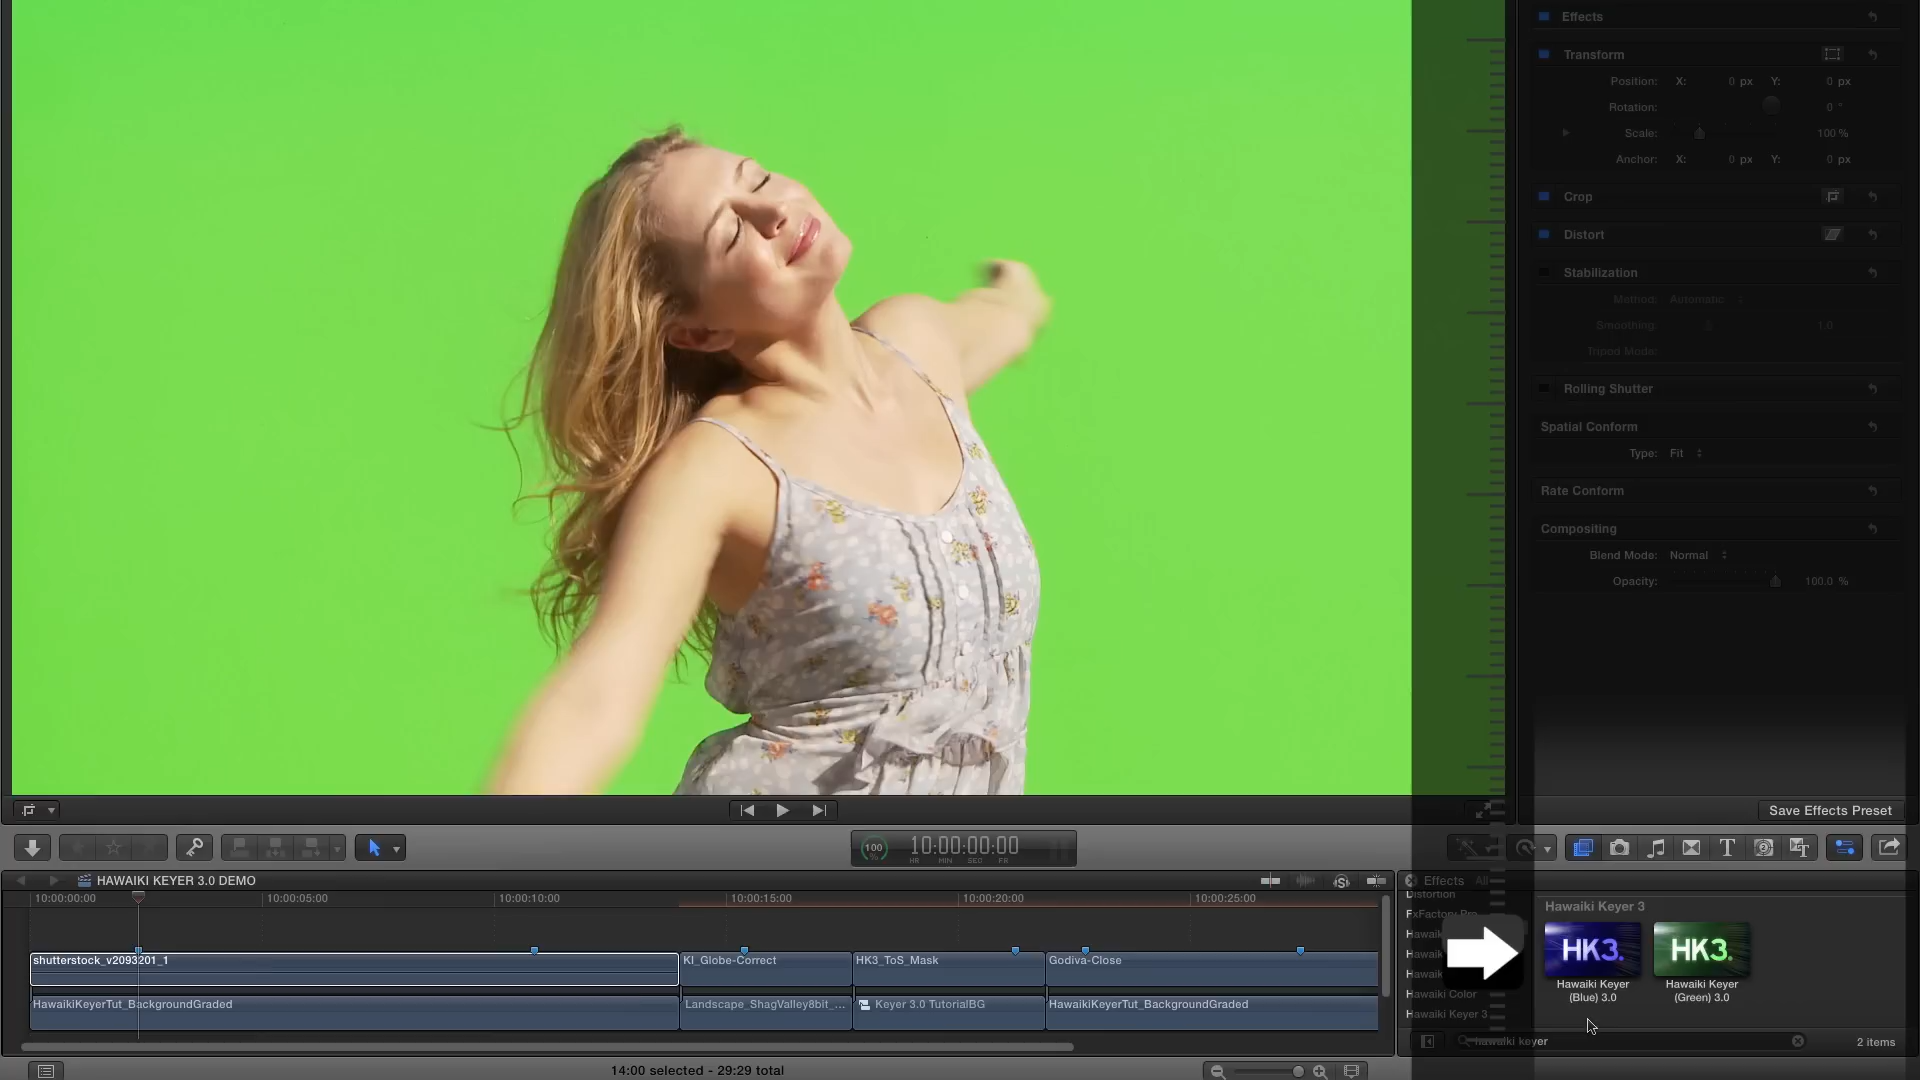 Effects
Transform
Position: X: 0 px Y: 0 px
Rotation: 0 °
Scale: 100 %
Anchor: X: 0 px Y: 0 px
Crop
Distort
Stabilization
Method: Automatic
Smoothing: 1.0
Tripod Mode:
Rolling Shutter
Spatial Conform
Type: Fit
Rate Conform
Compositing
Blend Mode: Normal
Opacity: 100.0 %
Save Effects Preset
100 %
10:00:00:00
HR MIN SEC FR
HAWAIKI KEYER 3.0 DEMO
10:00:00:00
10:00:05:00
10:00:10:00
10:00:15:00
10:00:20:00
10:00:25:00
shutterstock_v2093201_1
KI_Globe-Correct
HK3_ToS_Mask
Godiva-Close
HawaikiKeyerTut_BackgroundGraded
Landscape_ShagValley8bit_...
Keyer 3.0 TutorialBG
HawaikiKeyerTut_BackgroundGraded
Effects All
Distortion
FxFactory Pro
Hawaiki Color
Hawaiki Keyer 3
Hawaiki Keyer 3
HK3.
HK3.
Hawaiki Keyer
(Blue) 3.0
Hawaiki Keyer
(Green) 3.0
hawaiki keyer
2 items
14:00 selected - 29:29 total